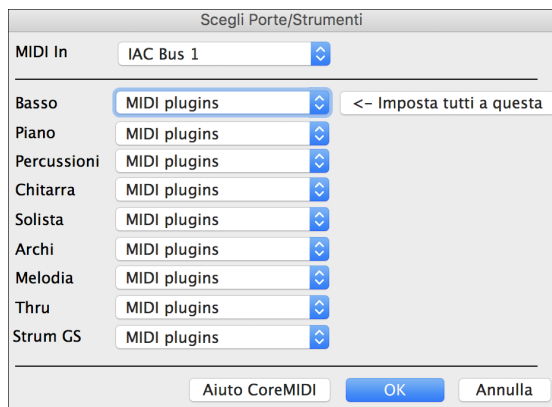 Scegli Porte/Strumenti
MIDI In IAC Bus 1
Basso MIDI plugins <- Imposta tutti a questa
Piano MIDI plugins
Percussioni MIDI plugins
Chitarra MIDI plugins
Solista MIDI plugins
Archi MIDI plugins
Melodia MIDI plugins
Thru MIDI plugins
Strum GS MIDI plugins
Aiuto CoreMIDI OK Annulla